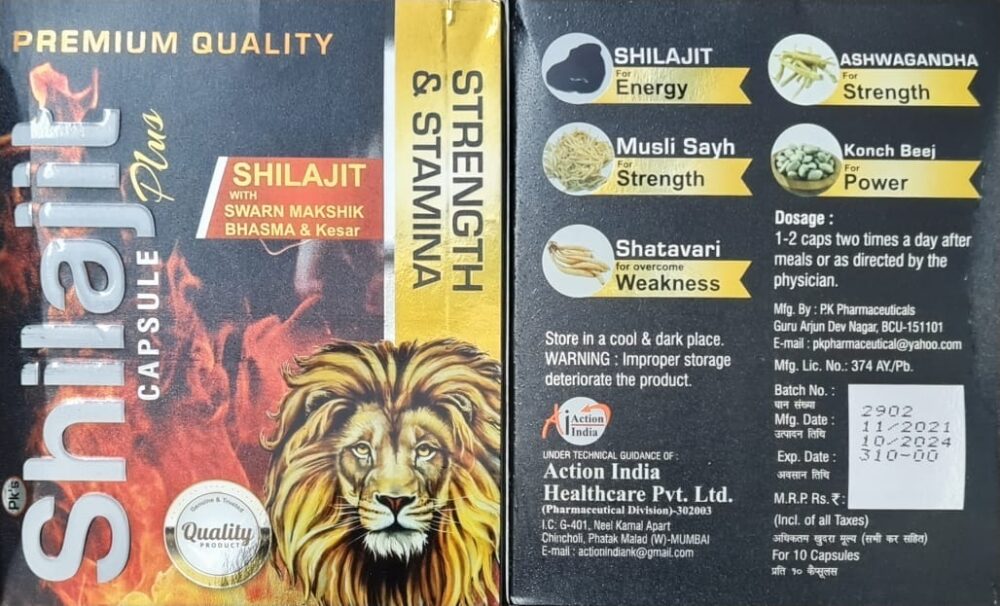 PREMIUM QUALITY
Pk's
Shilajit
Plus
CAPSULE
SHILAJIT
WITH
SWARN MAKSHIK
BHASMA & Kesar
STRENGTH
& STAMINA
Genuine & Trusted
Quality
PRODUCT
SHILAJIT
For
Energy
Musli Sayh
For
Strength
Shatavari
for overcome
Weakness
Store in a cool & dark place.
WARNING : Improper storage
deteriorate the product.
Action
India
UNDER TECHNICAL GUIDANCE OF :
Action India
Healthcare Pvt. Ltd.
(Pharmaceutical Division)-302003
I.C: G-401, Neel Kamal Apart
Chincholi, Phatak Malad (W)-MUMBAI
E-mail : actionindiank@gmail.com
ASHWAGANDHA
For
Strength
Konch Beej
For
Power
Dosage :
1-2 caps two times a day after
meals or as directed by the
physician.
Mfg. By : P.K Pharmaceuticals
Guru Arjun Dev Nagar, BCU-151101
E-mail : pkpharmaceutical@yahoo.com
Mfg. Lic. No.: 374 AY./Pb.
Batch No. :
घान संख्या
2902
Mfg. Date :
11/2021
उत्पादन तिथि
10/2024
Exp. Date :
310-00
अवसान तिथि
M.R.P. Rs. ₹ :
(Incl. of all Taxes)
अधिकतम खुदरा मूल्य (सभी कर सहित)
For 10 Capsules
प्रति १० कैप्सूलस